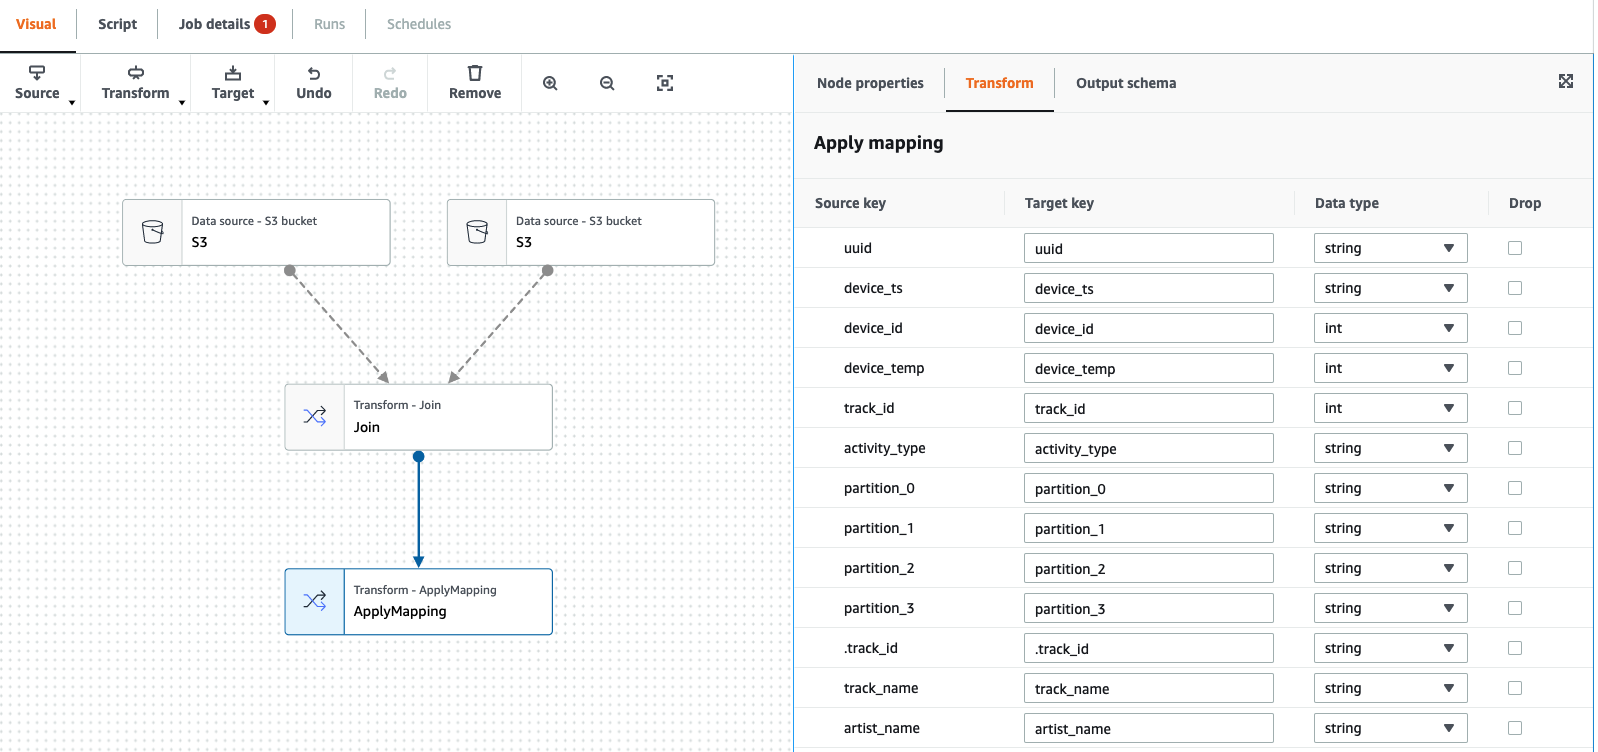 Visual Script Job details 1 Runs Schedules
Source Transform Target Undo Redo Remove
Data source - S3 bucket
S3
Data source - S3 bucket
S3
Transform - Join
Join
Transform - ApplyMapping
ApplyMapping
Node properties Transform Output schema
Apply mapping
Source key Target key Data type Drop
uuid uuid string
device_ts device_ts string
device_id device_id int
device_temp device_temp int
track_id track_id int
activity_type activity_type string
partition_0 partition_0 string
partition_1 partition_1 string
partition_2 partition_2 string
partition_3 partition_3 string
.track_id .track_id string
track_name track_name string
artist_name artist_name string